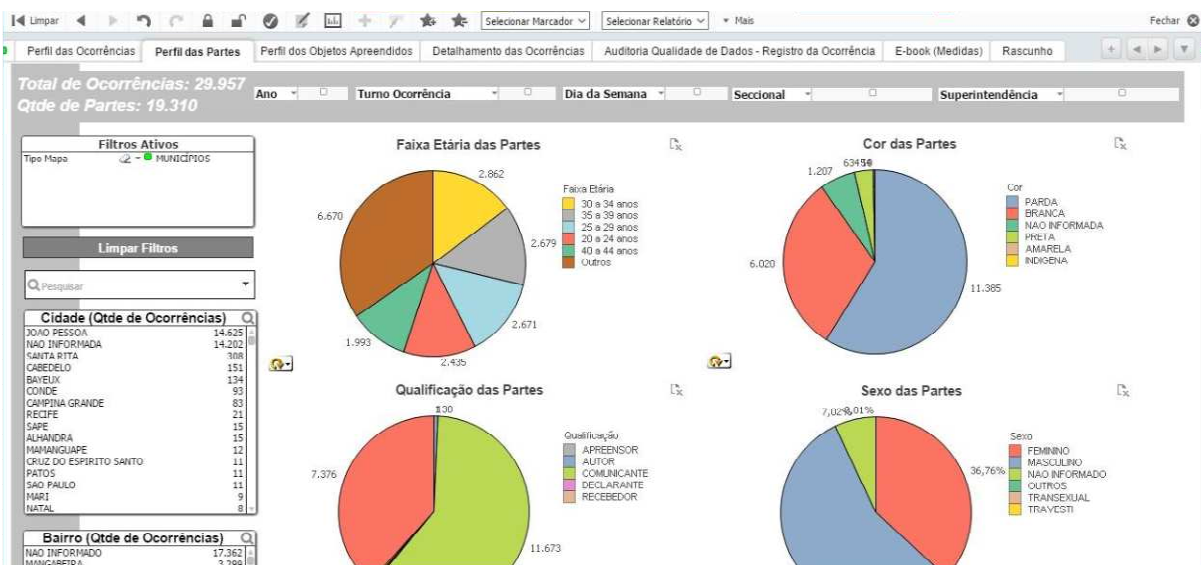 Limpar Selecionar Marcador Selecionar Relatório Mais Fechar
Perfil das Ocorrências Perfil das Partes Perfil dos Objetos Apreendidos Detalhamento das Ocorrências Auditoria Qualidade de Dados - Registro da Ocorrência E-book (Medidas) Rascunho
Total de Ocorrências: 29.957
Qtde de Partes: 19.310
Ano Turno Ocorrência Dia da Semana Seccional Superintendência
Filtros Ativos
Tipo Mapa - MUNICÍPIOS
Limpar Filtros
Pesquisar
Cidade (Qtde de Ocorrências)
JOAO PESSOA 14.625
NAO INFORMADA 14.202
SANTA RITA 308
CABEDELO 151
BAYEUX 134
CONDE 93
CAMPINA GRANDE 83
RECIFE 21
SAPE 15
ALHANDRA 15
MAMANGUAPE 12
CRUZ DO ESPIRITO SANTO 11
PATOS 11
SAO PAULO 11
MARI 9
NATAL 8
Bairro (Qtde de Ocorrências)
NAO INFORMADO 17.362
MANGABEIRA 3.299
Faixa Etária das Partes
2.862
6.670
2.679
2.671
1.993
2.435
Faixa Etária
30 a 34 anos
35 a 39 anos
25 a 29 anos
20 a 24 anos
40 a 44 anos
Outros
Cor das Partes
1.207
6.020
11.385
Cor
PARDA
BRANCA
NAO INFORMADA
PRETA
AMARELA
INDIGENA
Qualificação das Partes
7.376
11.673
Qualificação
APREENSOR
AUTOR
COMUNICANTE
DECLARANTE
RECEBEDOR
Sexo das Partes
7,02%
36,76%
Sexo
FEMININO
MASCULINO
NAO INFORMADO
OUTROS
TRANSEXUAL
TRAVESTI